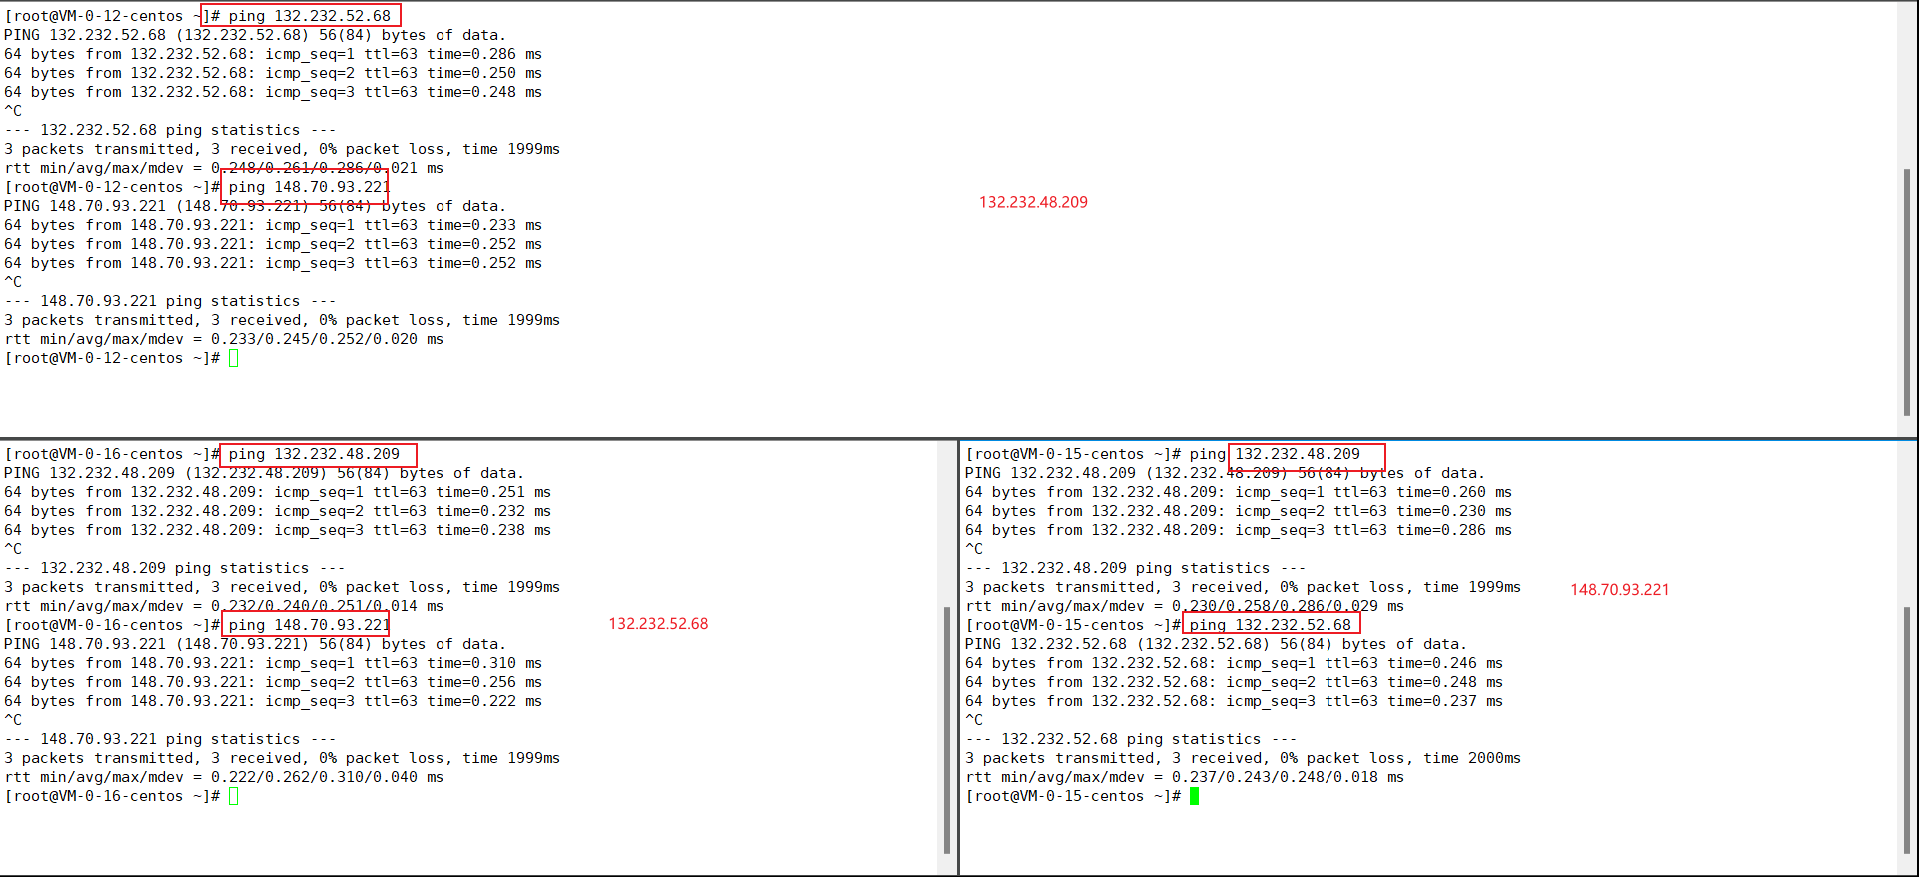 [root@VM-0-12-centos ~]# ping 132.232.52.68
PING 132.232.52.68 (132.232.52.68) 56(84) bytes of data.
64 bytes from 132.232.52.68: icmp_seq=1 ttl=63 time=0.286 ms
64 bytes from 132.232.52.68: icmp_seq=2 ttl=63 time=0.250 ms
64 bytes from 132.232.52.68: icmp_seq=3 ttl=63 time=0.248 ms
^C
--- 132.232.52.68 ping statistics ---
3 packets transmitted, 3 received, 0% packet loss, time 1999ms
rtt min/avg/max/mdev = 0.248/0.261/0.286/0.021 ms
[root@VM-0-12-centos ~]# ping 148.70.93.221
PING 148.70.93.221 (148.70.93.221) 56(84) bytes of data.
64 bytes from 148.70.93.221: icmp_seq=1 ttl=63 time=0.233 ms
64 bytes from 148.70.93.221: icmp_seq=2 ttl=63 time=0.252 ms
64 bytes from 148.70.93.221: icmp_seq=3 ttl=63 time=0.252 ms
^C
--- 148.70.93.221 ping statistics ---
3 packets transmitted, 3 received, 0% packet loss, time 1999ms
rtt min/avg/max/mdev = 0.233/0.245/0.252/0.020 ms
[root@VM-0-12-centos ~]#
132.232.48.209
[root@VM-0-16-centos ~]# ping 132.232.48.209
PING 132.232.48.209 (132.232.48.209) 56(84) bytes of data.
64 bytes from 132.232.48.209: icmp_seq=1 ttl=63 time=0.251 ms
64 bytes from 132.232.48.209: icmp_seq=2 ttl=63 time=0.232 ms
64 bytes from 132.232.48.209: icmp_seq=3 ttl=63 time=0.238 ms
^C
--- 132.232.48.209 ping statistics ---
3 packets transmitted, 3 received, 0% packet loss, time 1999ms
rtt min/avg/max/mdev = 0.232/0.240/0.251/0.014 ms
[root@VM-0-16-centos ~]# ping 148.70.93.221
PING 148.70.93.221 (148.70.93.221) 56(84) bytes of data.
64 bytes from 148.70.93.221: icmp_seq=1 ttl=63 time=0.310 ms
64 bytes from 148.70.93.221: icmp_seq=2 ttl=63 time=0.256 ms
64 bytes from 148.70.93.221: icmp_seq=3 ttl=63 time=0.222 ms
^C
--- 148.70.93.221 ping statistics ---
3 packets transmitted, 3 received, 0% packet loss, time 1999ms
rtt min/avg/max/mdev = 0.222/0.262/0.310/0.040 ms
[root@VM-0-16-centos ~]#
132.232.52.68
[root@VM-0-15-centos ~]# ping 132.232.48.209
PING 132.232.48.209 (132.232.48.209) 56(84) bytes of data.
64 bytes from 132.232.48.209: icmp_seq=1 ttl=63 time=0.260 ms
64 bytes from 132.232.48.209: icmp_seq=2 ttl=63 time=0.230 ms
64 bytes from 132.232.48.209: icmp_seq=3 ttl=63 time=0.286 ms
^C
--- 132.232.48.209 ping statistics ---
3 packets transmitted, 3 received, 0% packet loss, time 1999ms
rtt min/avg/max/mdev = 0.230/0.258/0.286/0.029 ms
[root@VM-0-15-centos ~]# ping 132.232.52.68
PING 132.232.52.68 (132.232.52.68) 56(84) bytes of data.
64 bytes from 132.232.52.68: icmp_seq=1 ttl=63 time=0.246 ms
64 bytes from 132.232.52.68: icmp_seq=2 ttl=63 time=0.248 ms
64 bytes from 132.232.52.68: icmp_seq=3 ttl=63 time=0.237 ms
^C
--- 132.232.52.68 ping statistics ---
3 packets transmitted, 3 received, 0% packet loss, time 2000ms
rtt min/avg/max/mdev = 0.237/0.243/0.248/0.018 ms
[root@VM-0-15-centos ~]#
148.70.93.221